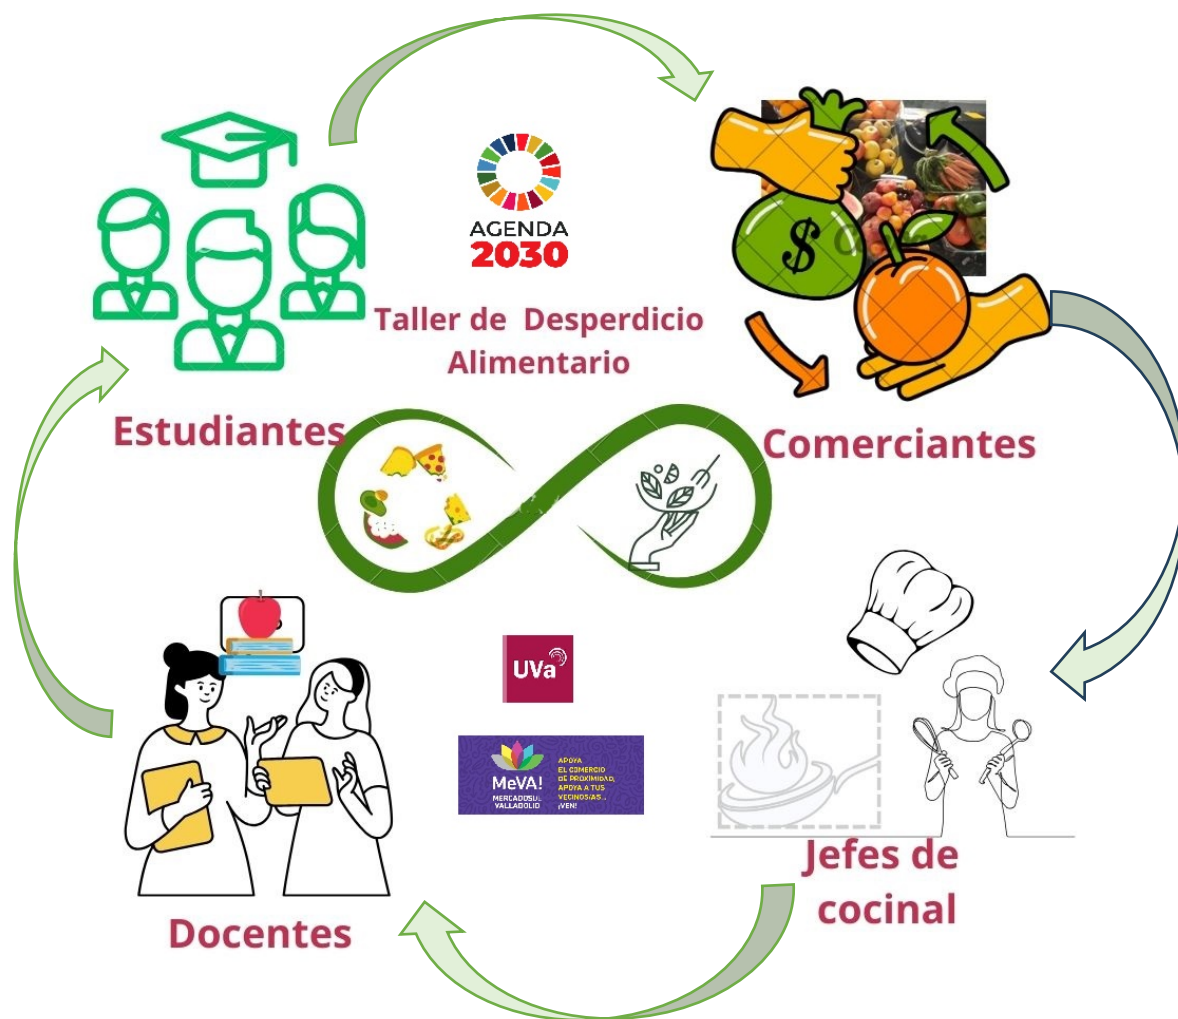 AGENDA
2030
$
Taller de Desperdicio
Alimentario
Estudiantes
Comerciantes
UVa
MeVA!
MERCADOSUL
VALLADOLID
APOYA
EL COMERCIO
DE PROXIMIDAD,
APOYA A TUS
VECINOS/AS...
¡VEN!
Jefes de
cocinal
Docentes